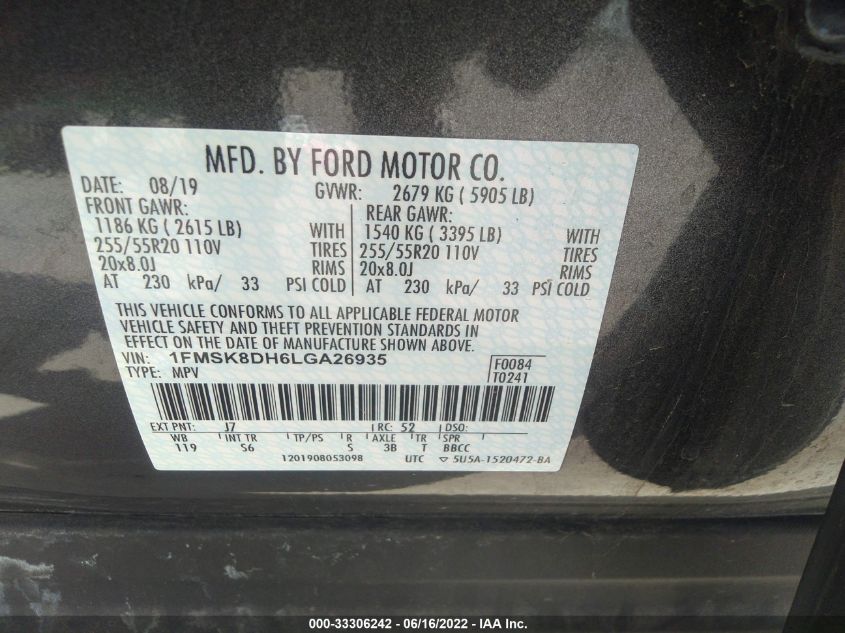 MFD. BY FORD MOTOR CO.
DATE: 08/19 GVWR: 2679 KG ( 5905 LB)
FRONT GAWR: REAR GAWR:
1186 KG ( 2615 LB) WITH 1540 KG ( 3395 LB) WITH
255/55R20 110V TIRES 255/55R20 110V TIRES
20x8.0J RIMS 20x8.0J RIMS
AT 230 kPa/ 33 PSI COLD AT 230 kPa/ 33 PSI COLD
THIS VEHICLE CONFORMS TO ALL APPLICABLE FEDERAL MOTOR
VEHICLE SAFETY AND THEFT PREVENTION STANDARDS IN
EFFECT ON THE DATE OF MANUFACTURE SHOWN ABOVE.
VIN: 1FMSK8DH6LGA26935 F0084
TYPE: MPV T0241
EXT PNT: J7 RC: 52 DSO:
WB INT TR TP/PS R AXLE TR SPR
119 S6 S 3B T BBCC
1201908053098 UTC ▽ 5U5A-1520472-BA
000-33306242 - 06/16/2022 - IAA Inc.